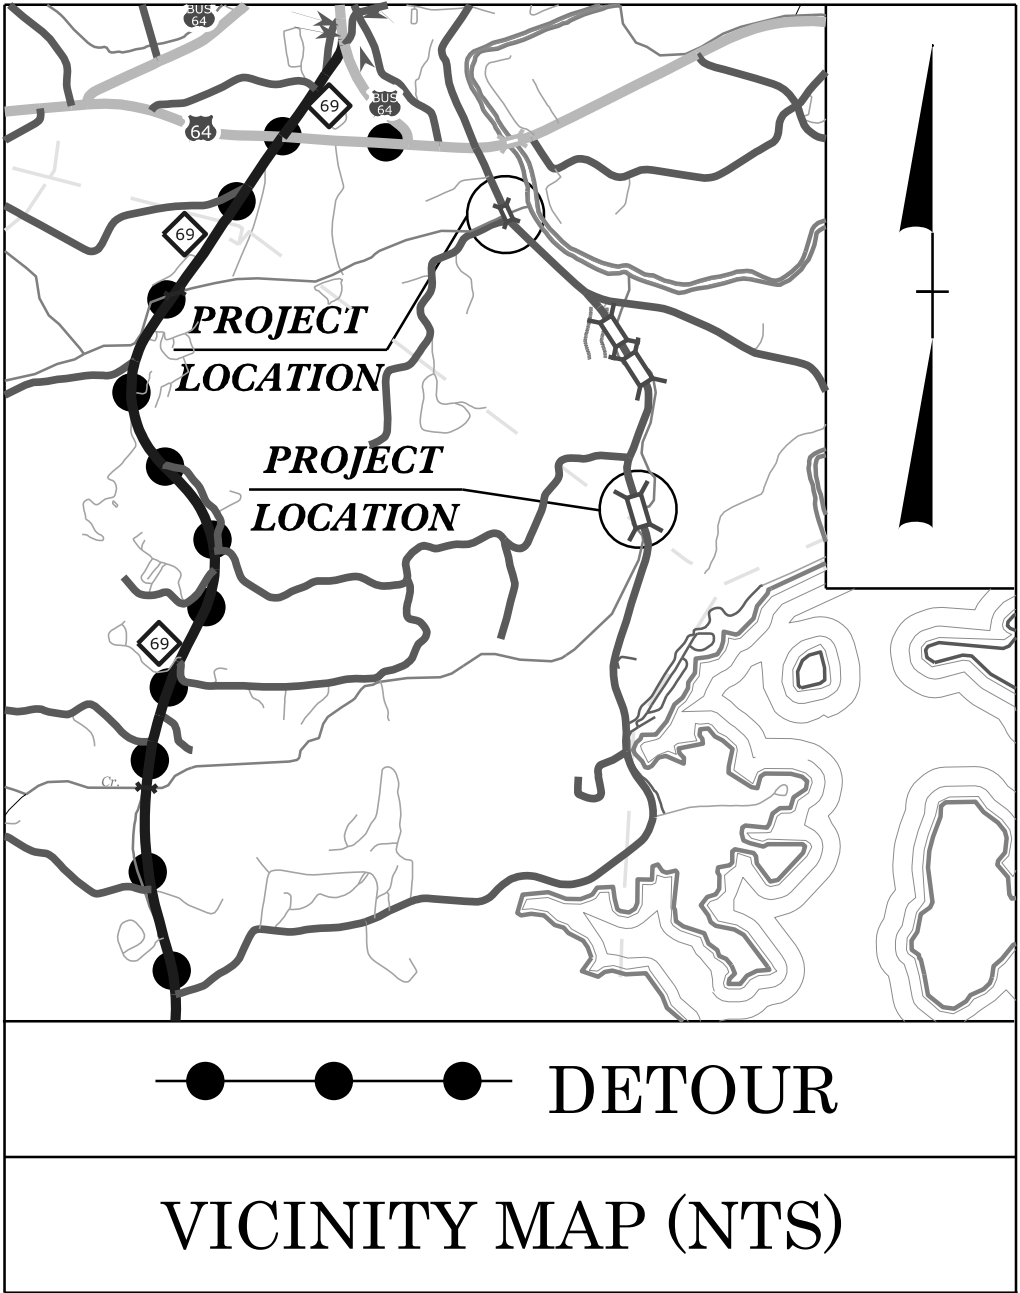 BUS
64
69
BUS
64
64
69
PROJECT
LOCATION
PROJECT
LOCATION
69
Cr.
DETOUR
VICINITY MAP (NTS)